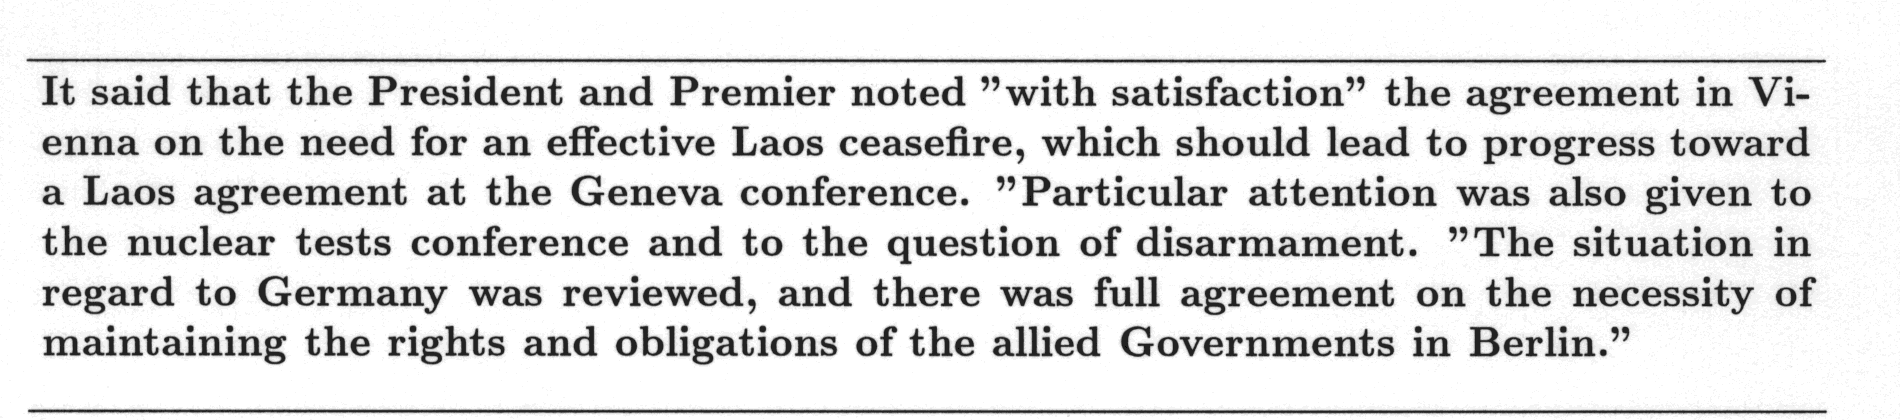 It said that the President and Premier noted ”with satisfaction” the agreement in Vi-
enna on the need for an effective Laos ceasefire, which should lead to progress toward
a Laos agreement at the Geneva conference. ”Particular attention was also given to
the nuclear tests conference and to the question of disarmament. ”The situation in
regard to Germany was reviewed, and there was full agreement on the necessity of
maintaining the rights and obligations of the allied Governments in Berlin.”